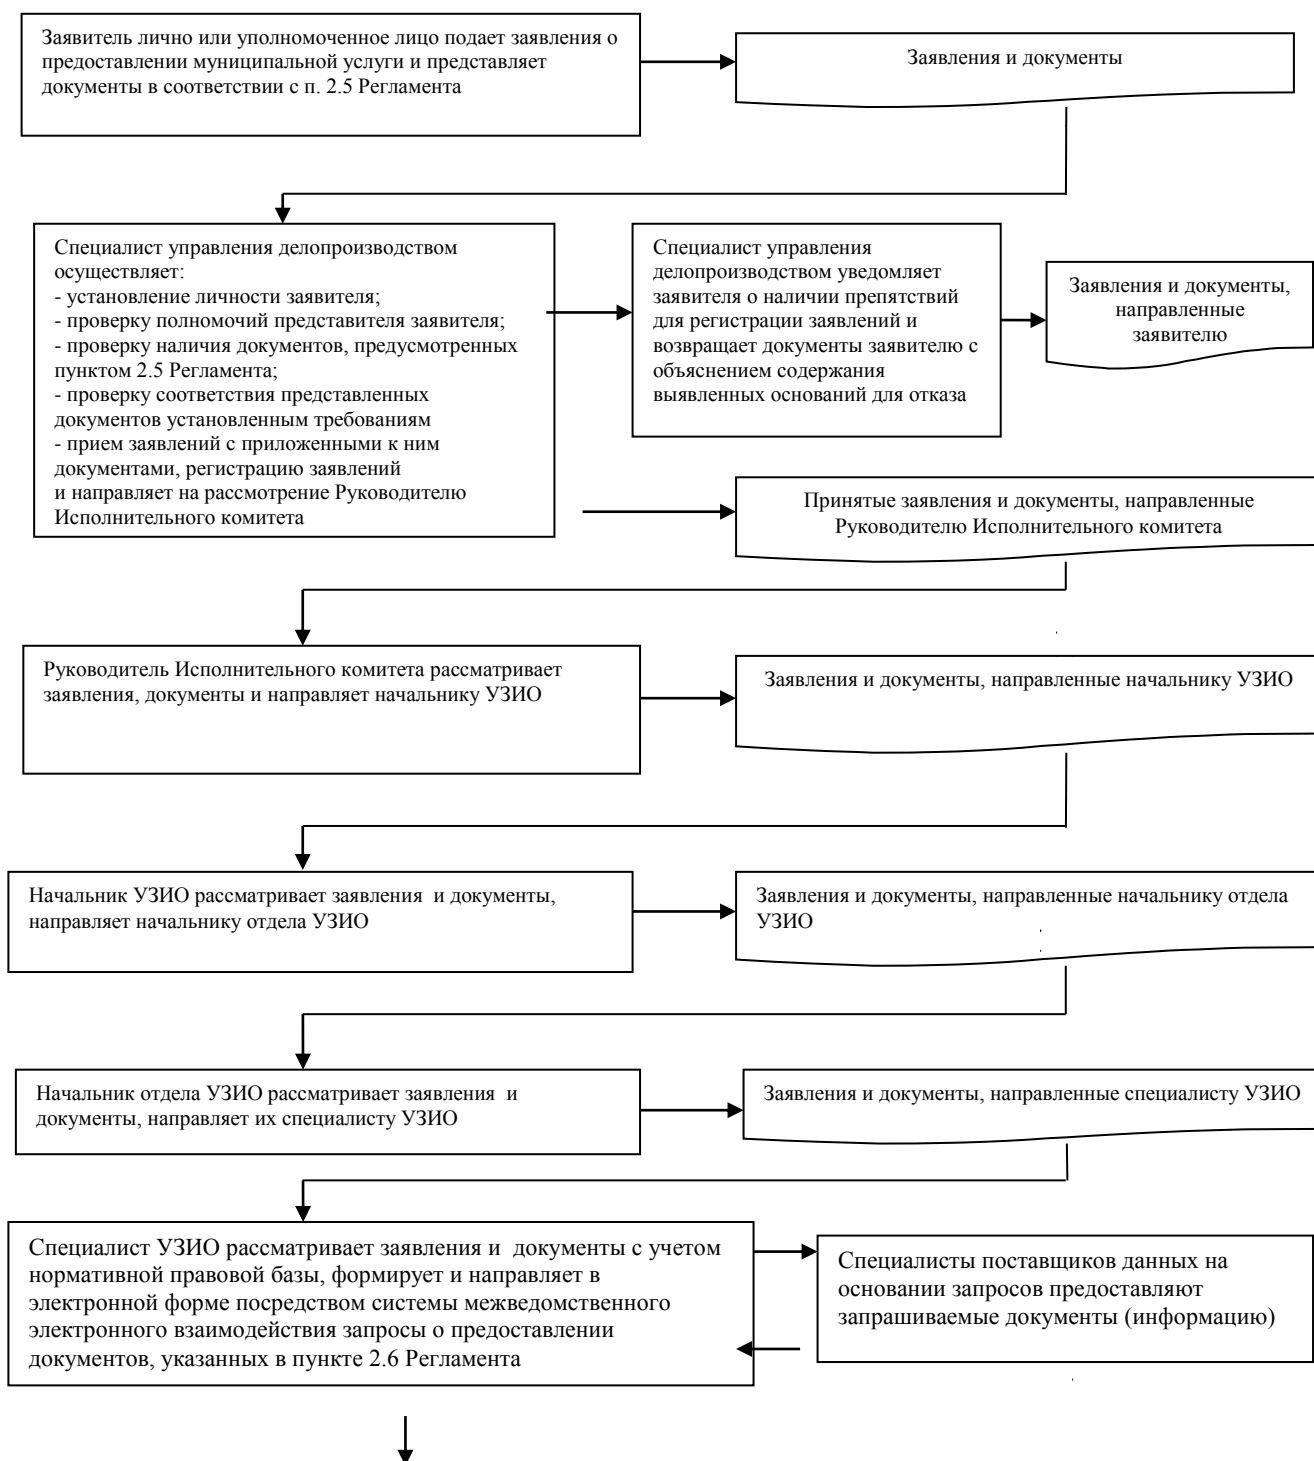 Заявитель лично или уполномоченное лицо подает заявления о
предоставлении муниципальной услуги и представляет
документы в соответствии с п. 2.5 Регламента
Заявления и документы
Специалист управления делопроизводством
осуществляет:
- установление личности заявителя;
- проверку полномочий представителя заявителя;
- проверку наличия документов, предусмотренных
пунктом 2.5 Регламента;
- проверку соответствия представленных
документов установленным требованиям
- прием заявлений с приложенными к ним
документами, регистрацию заявлений
и направляет на рассмотрение Руководителю
Исполнительного комитета
Специалист управления
делопроизводством уведомляет
заявителя о наличии препятствий
для регистрации заявлений и
возвращает документы заявителю с
объяснением содержания
выявленных оснований для отказа
Заявления и документы,
направленные
заявителю
Принятые заявления и документы, направленные
Руководителю Исполнительного комитета
Руководитель Исполнительного комитета рассматривает
заявления, документы и направляет начальнику УЗИО
Заявления и документы, направленные начальнику УЗИО
Начальник УЗИО рассматривает заявления и документы,
направляет начальнику отдела УЗИО
Заявления и документы, направленные начальнику отдела
УЗИО
Начальник отдела УЗИО рассматривает заявления и
документы, направляет их специалисту УЗИО
Заявления и документы, направленные специалисту УЗИО
Специалист УЗИО рассматривает заявления и документы с учетом
нормативной правовой базы, формирует и направляет в
электронной форме посредством системы межведомственного
электронного взаимодействия запросы о предоставлении
документов, указанных в пункте 2.6 Регламента
Специалисты поставщиков данных на
основании запросов предоставляют
запрашиваемые документы (информацию)